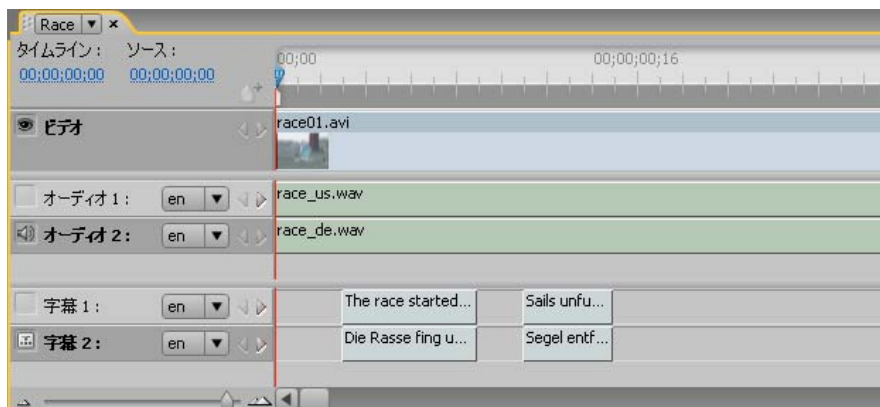 Race
タイムライン： ソース：
00;00;00;00 00;00;00;00
00;00 00;00;00;16
ビデオ race01.avi
オーディオ 1： en race_us.wav
オーディオ 2： en race_de.wav
字幕 1： en The race started... Sails unfu...
字幕 2： en Die Rasse fing u... Segel entf...